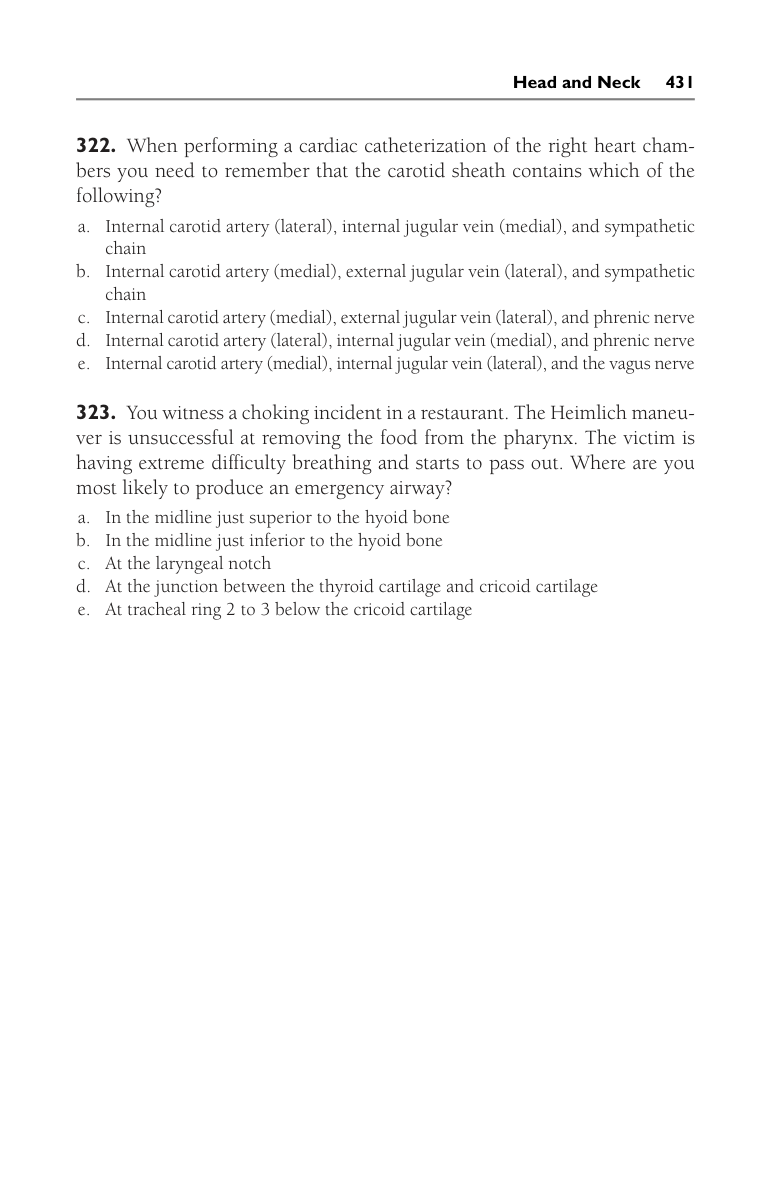 Head and Neck 431
322. When performing a cardiac catheterization of the right heart cham-
bers you need to remember that the carotid sheath contains which of the
following?
a. Internal carotid artery (lateral), internal jugular vein (medial), and sympathetic
chain
b. Internal carotid artery (medial), external jugular vein (lateral), and sympathetic
chain
c. Internal carotid artery (medial), external jugular vein (lateral), and phrenic nerve
d. Internal carotid artery (lateral), internal jugular vein (medial), and phrenic nerve
e. Internal carotid artery (medial), internal jugular vein (lateral), and the vagus nerve
323. You witness a choking incident in a restaurant. The Heimlich maneu-
ver is unsuccessful at removing the food from the pharynx. The victim is
having extreme difficulty breathing and starts to pass out. Where are you
most likely to produce an emergency airway?
a. In the midline just superior to the hyoid bone
b. In the midline just inferior to the hyoid bone
c. At the laryngeal notch
d. At the junction between the thyroid cartilage and cricoid cartilage
e. At tracheal ring 2 to 3 below the cricoid cartilage